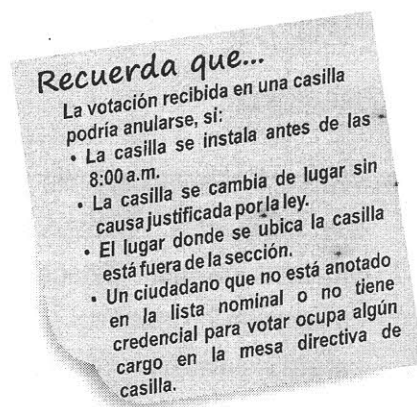 Recuerda que...
La votación recibida en una casilla
podría anularse, si:
• La casilla se instala antes de las
8:00 a.m.
• La casilla se cambia de lugar sin
causa justificada por la ley.
• El lugar donde se ubica la casilla
está fuera de la sección.
• Un ciudadano que no está anotado
en la lista nominal o no tiene
credencial para votar ocupa algún
cargo en la mesa directiva de
casilla.